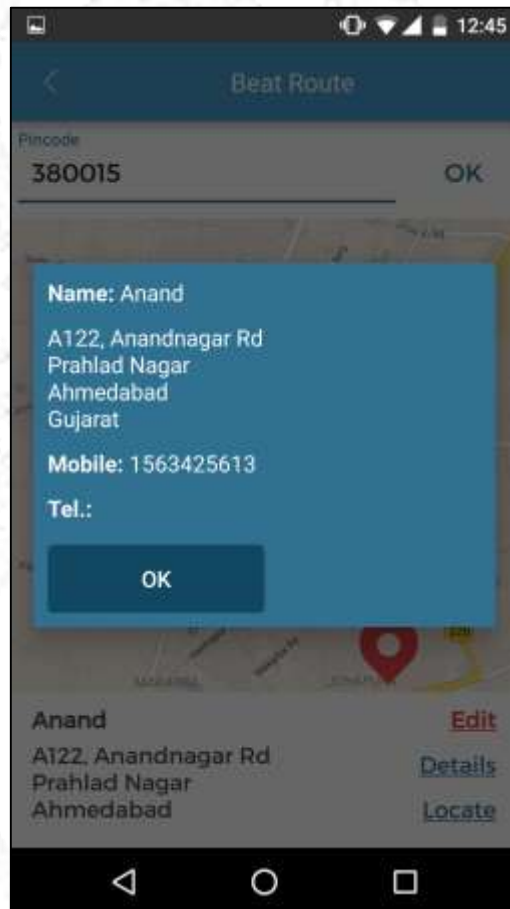 12:45
Beat Route
Pincode
380015
OK
Name: Anand
A122, Anandnagar Rd
Prahlad Nagar
Ahmedabad
Gujarat
Mobile: 1563425613
Tel.:
OK
Anand
Edit
A122, Anandnagar Rd
Details
Prahlad Nagar
Ahmedabad
Locate